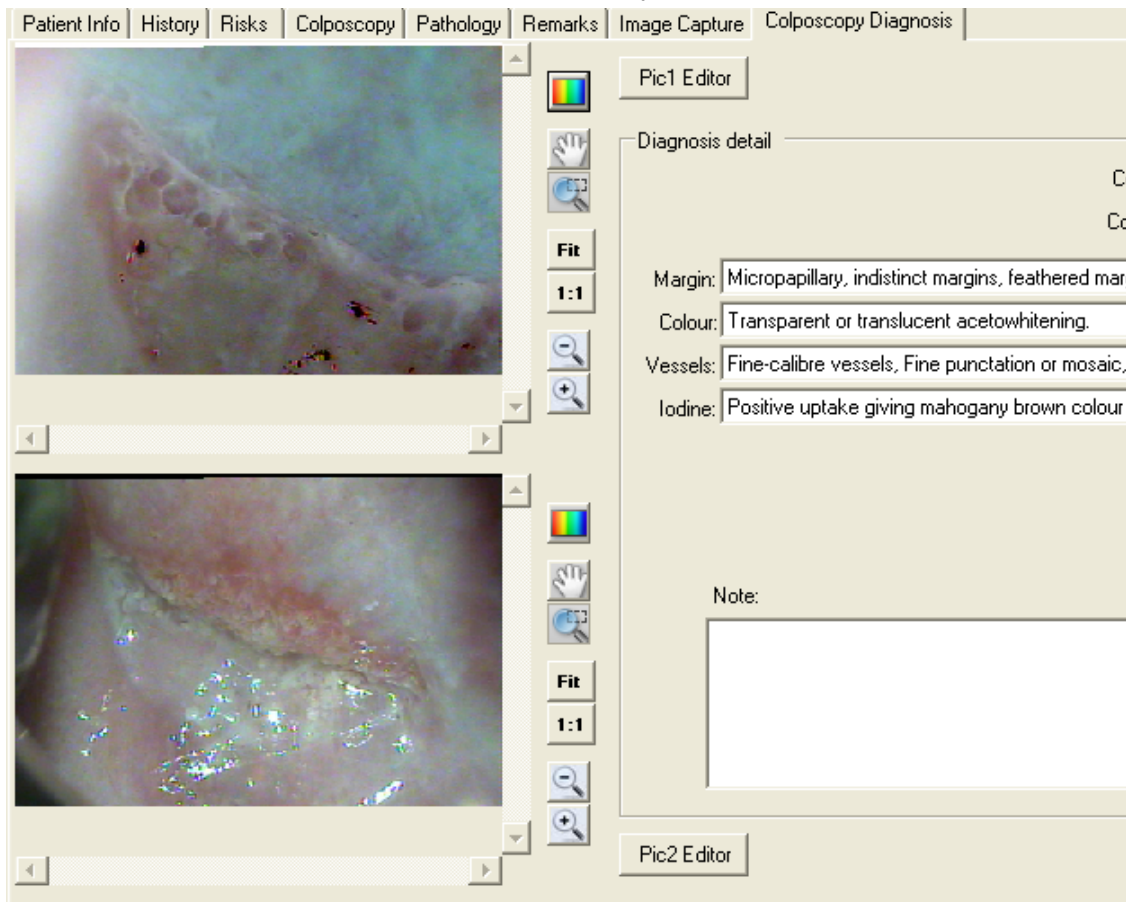 Patient Info History Risks Colposcopy Pathology Remarks Image Capture Colposcopy Diagnosis
Pic1 Editor
Diagnosis detail
Fit
1:1
Margin: Micropapillary, indistinct margins, feathered
Colour: Transparent or translucent acetowhitening.
Vessels: Fine-calibre vessels, Fine punctation or mosaic,
Iodine: Positive uptake giving mahogany brown colour
Note:
Fit
1:1
Pic2 Editor